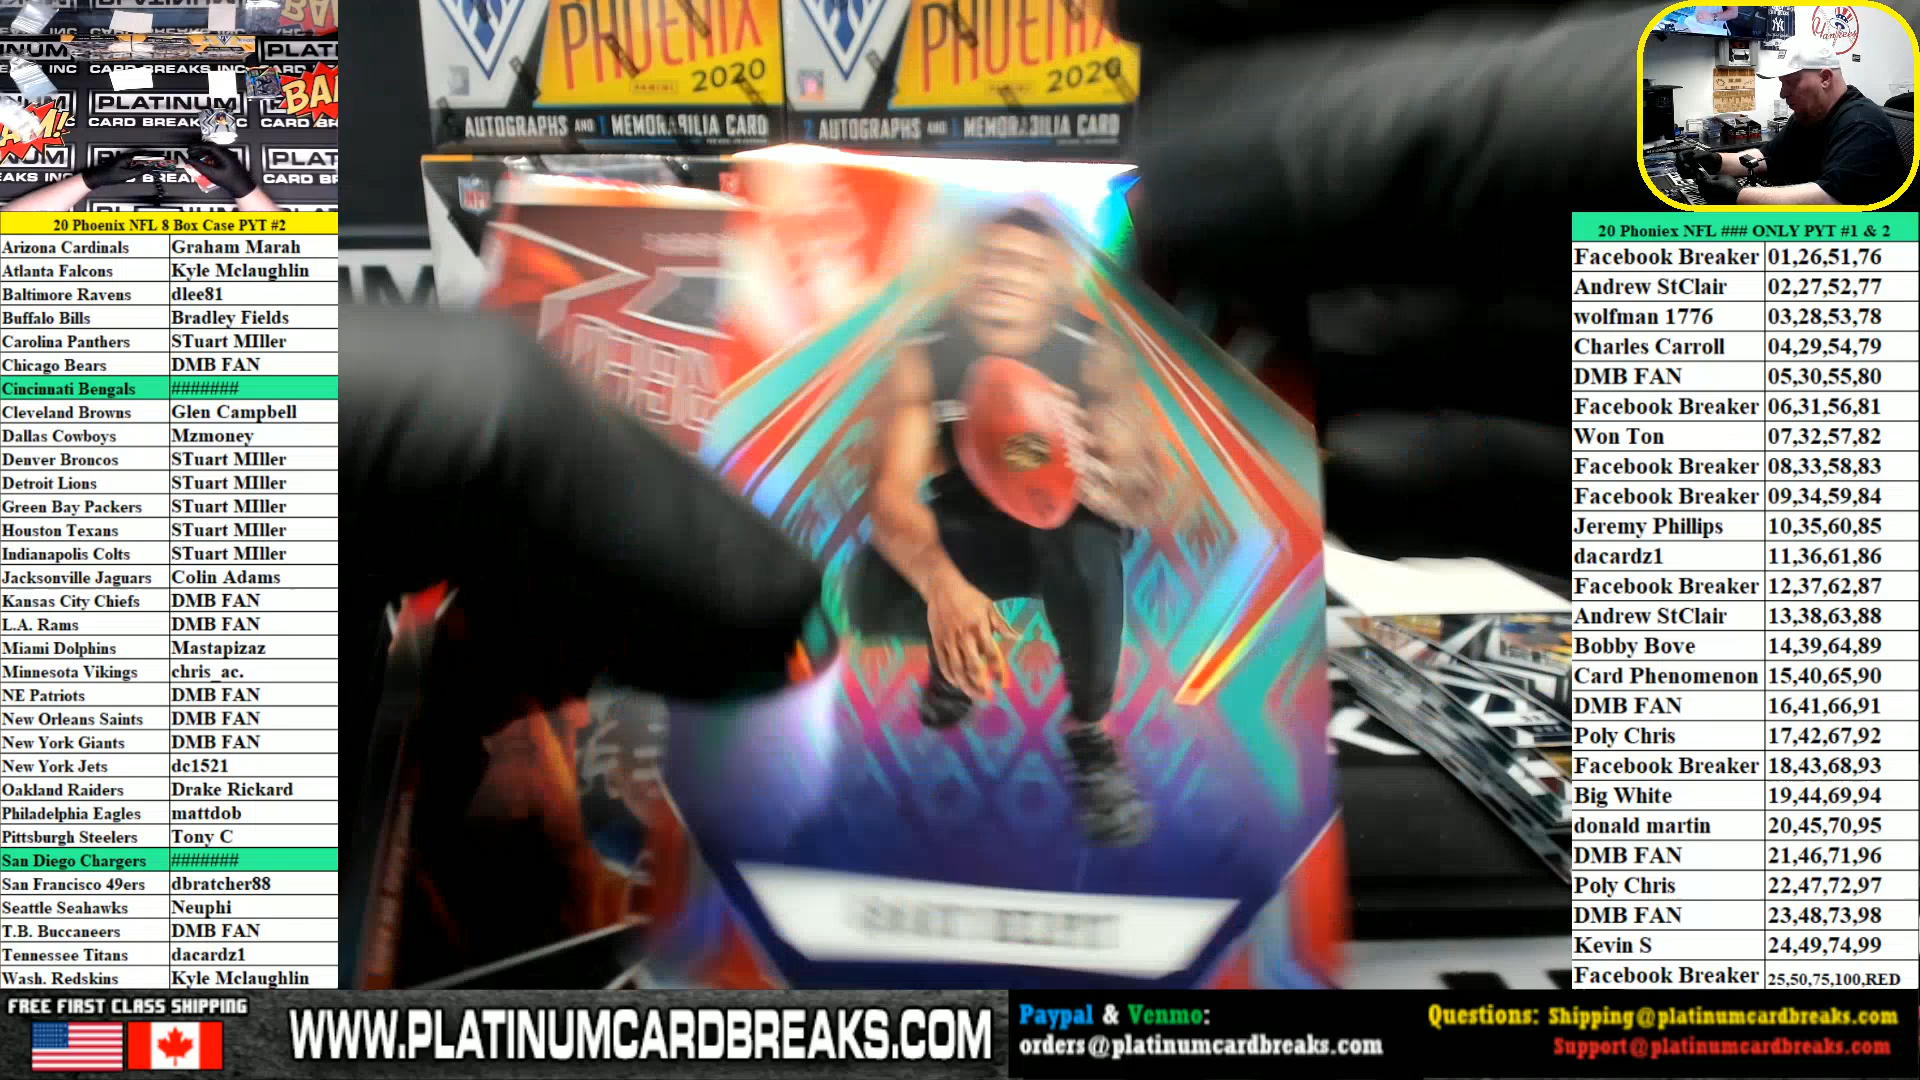 PHOENIX
2020
PANINI
AUTOGRAPHS AND 1 MEMORABILIA CARD
PHOENIX
2020
PANINI
2 AUTOGRAPHS AND 1 MEMORABILIA CARD
NFL
PLATINUM
CARD BREAKS INC
BAM!
Yankees
20 Phoenix NFL 8 Box Case PYT #2
Arizona Cardinals Graham Marah
Atlanta Falcons Kyle Mclaughlin
Baltimore Ravens dlee81
Buffalo Bills Bradley Fields
Carolina Panthers STuart MIller
Chicago Bears DMB FAN
Cincinnati Bengals #######
Cleveland Browns Glen Campbell
Dallas Cowboys Mzmoney
Denver Broncos STuart MIller
Detroit Lions STuart MIller
Green Bay Packers STuart MIller
Houston Texans STuart MIller
Indianapolis Colts STuart MIller
Jacksonville Jaguars Colin Adams
Kansas City Chiefs DMB FAN
L.A. Rams DMB FAN
Miami Dolphins Mastapizaz
Minnesota Vikings chris_ac.
NE Patriots DMB FAN
New Orleans Saints DMB FAN
New York Giants DMB FAN
New York Jets dc1521
Oakland Raiders Drake Rickard
Philadelphia Eagles mattdob
Pittsburgh Steelers Tony C
San Diego Chargers #######
San Francisco 49ers dbratcher88
Seattle Seahawks Neuphi
T.B. Buccaneers DMB FAN
Tennessee Titans dacardz1
Wash. Redskins Kyle Mclaughlin
20 Phoniex NFL ### ONLY PYT #1 & 2
Facebook Breaker 01,26,51,76
Andrew StClair 02,27,52,77
wolfman 1776 03,28,53,78
Charles Carroll 04,29,54,79
DMB FAN 05,30,55,80
Facebook Breaker 06,31,56,81
Won Ton 07,32,57,82
Facebook Breaker 08,33,58,83
Facebook Breaker 09,34,59,84
Jeremy Phillips 10,35,60,85
dacardz1 11,36,61,86
Facebook Breaker 12,37,62,87
Andrew StClair 13,38,63,88
Bobby Bove 14,39,64,89
Card Phenomenon 15,40,65,90
DMB FAN 16,41,66,91
Poly Chris 17,42,67,92
Facebook Breaker 18,43,68,93
Big White 19,44,69,94
donald martin 20,45,70,95
DMB FAN 21,46,71,96
Poly Chris 22,47,72,97
DMB FAN 23,48,73,98
Kevin S 24,49,74,99
Facebook Breaker 25,50,75,100,RED
FREE FIRST CLASS SHIPPING
WWW.PLATINUMCARDBREAKS.COM
Paypal & Venmo:
orders@platinumcardbreaks.com
Questions: Shipping@platinumcardbreaks.com
Support@platinumcardbreaks.com